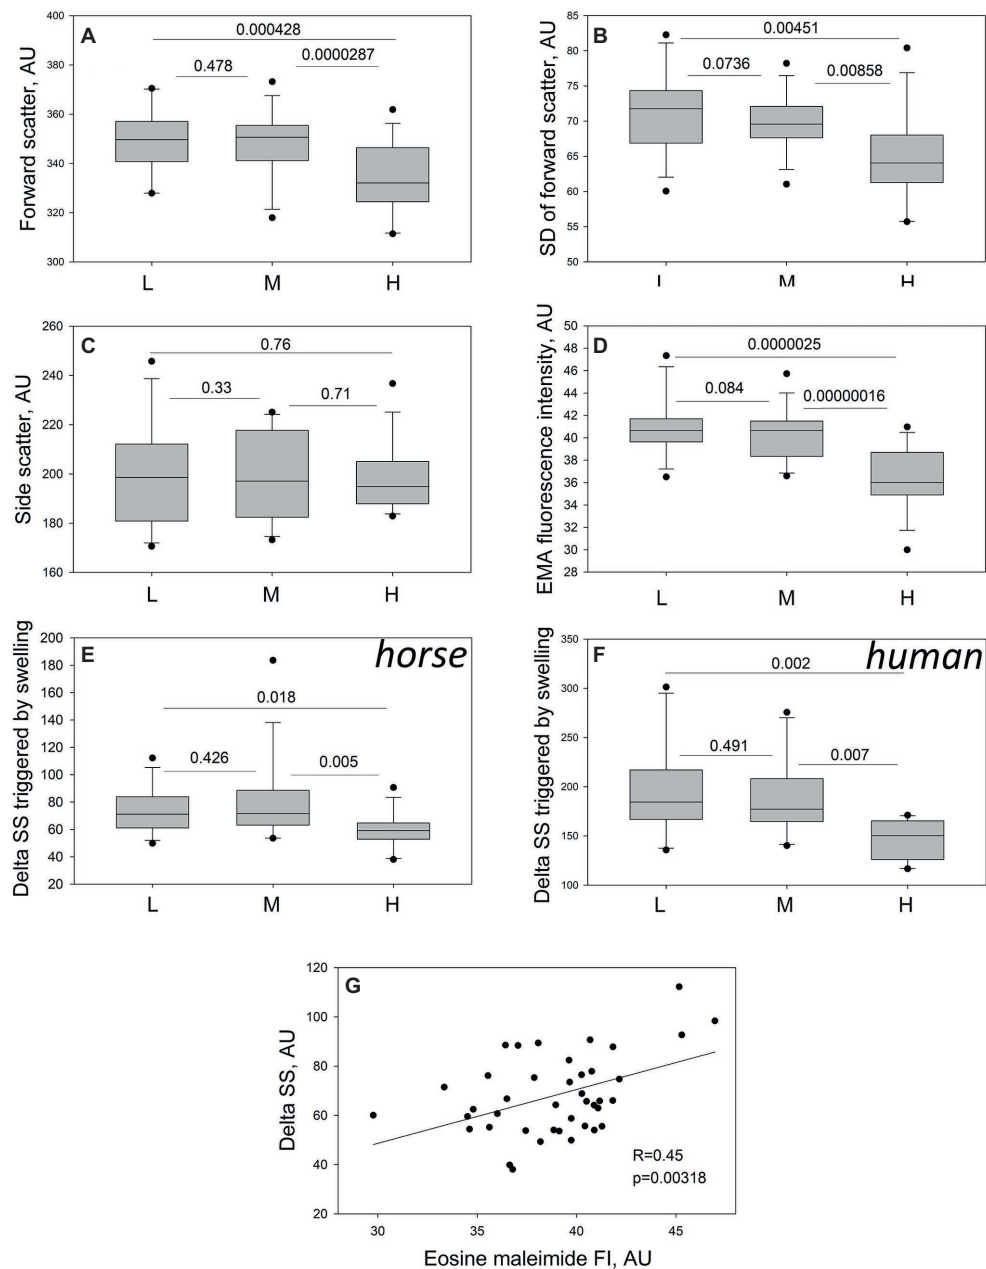 A
Forward scatter, AU
400
380
360
340
320
300
0.000428
0.478
0.0000287
L M H
B
SD of forward scatter, AU
85
80
75
70
65
60
55
50
0.00451
0.0736
0.00858
M H
C
Side scatter, AU
260
240
220
200
180
160
0.76
0.33
0.71
L M H
D
EMA fluorescence intensity, AU
50
48
46
44
42
40
38
36
34
32
30
28
0.0000025
0.084
0.00000016
L M H
E
horse
Delta SS triggered by swelling
200
180
160
140
120
100
80
60
40
20
0.018
0.426
0.005
L M H
F
human
Delta SS triggered by swelling
350
300
250
200
150
100
0.002
0.491
0.007
L M H
G
Delta SS, AU
120
100
80
60
40
20
R=0.45
p=0.00318
30 35 40 45
Eosine maleimide FI, AU